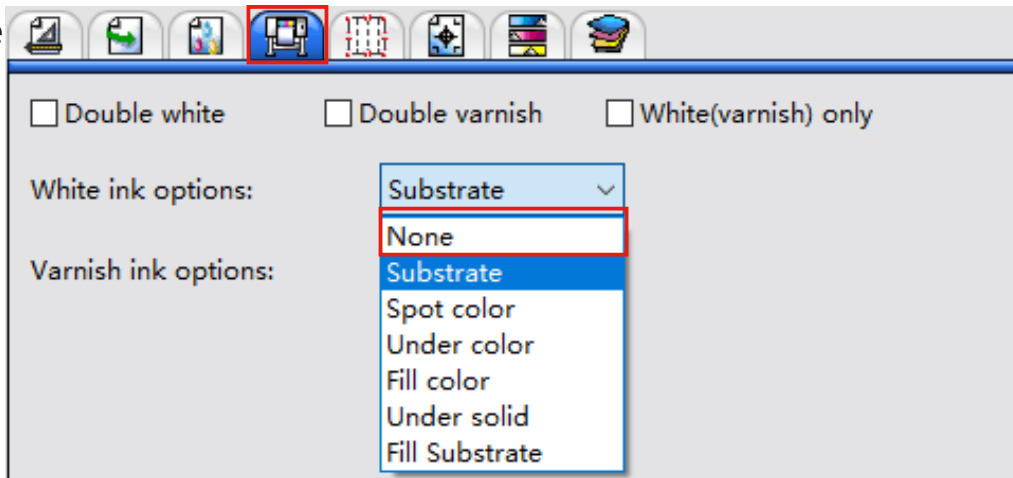 Double white Double varnish White(varnish) only
White ink options: Substrate
None
Varnish ink options: Substrate
Spot color
Under color
Fill color
Under solid
Fill Substrate